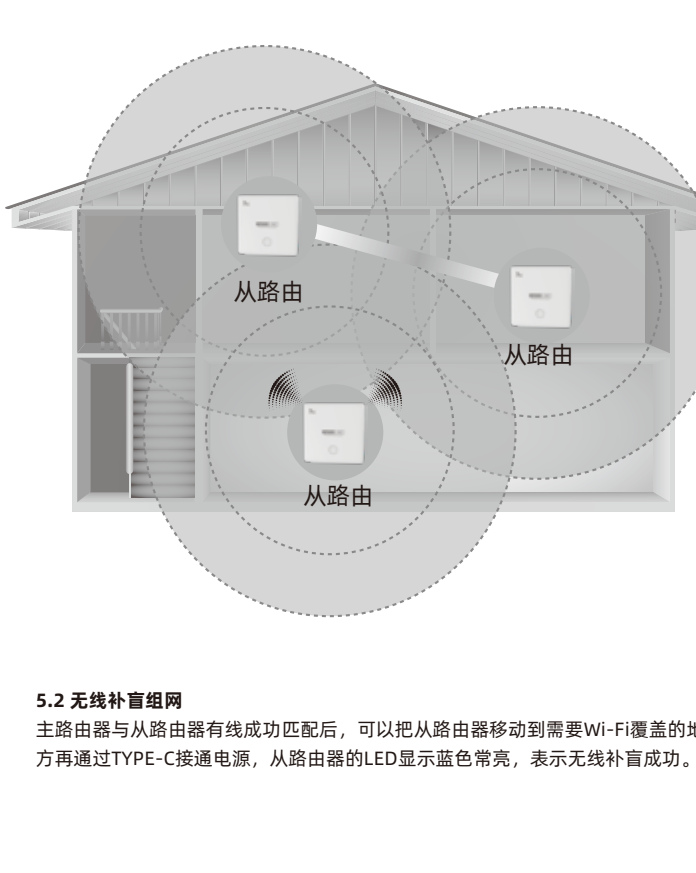 从路由
从路由
从路由
5.2 无线补盲组网
主路由器与从路由器有线成功匹配后，可以把从路由器移动到需要Wi-Fi覆盖的地
方再通过TYPE-C接通电源，从路由器的LED显示蓝色常亮，表示无线补盲成功。